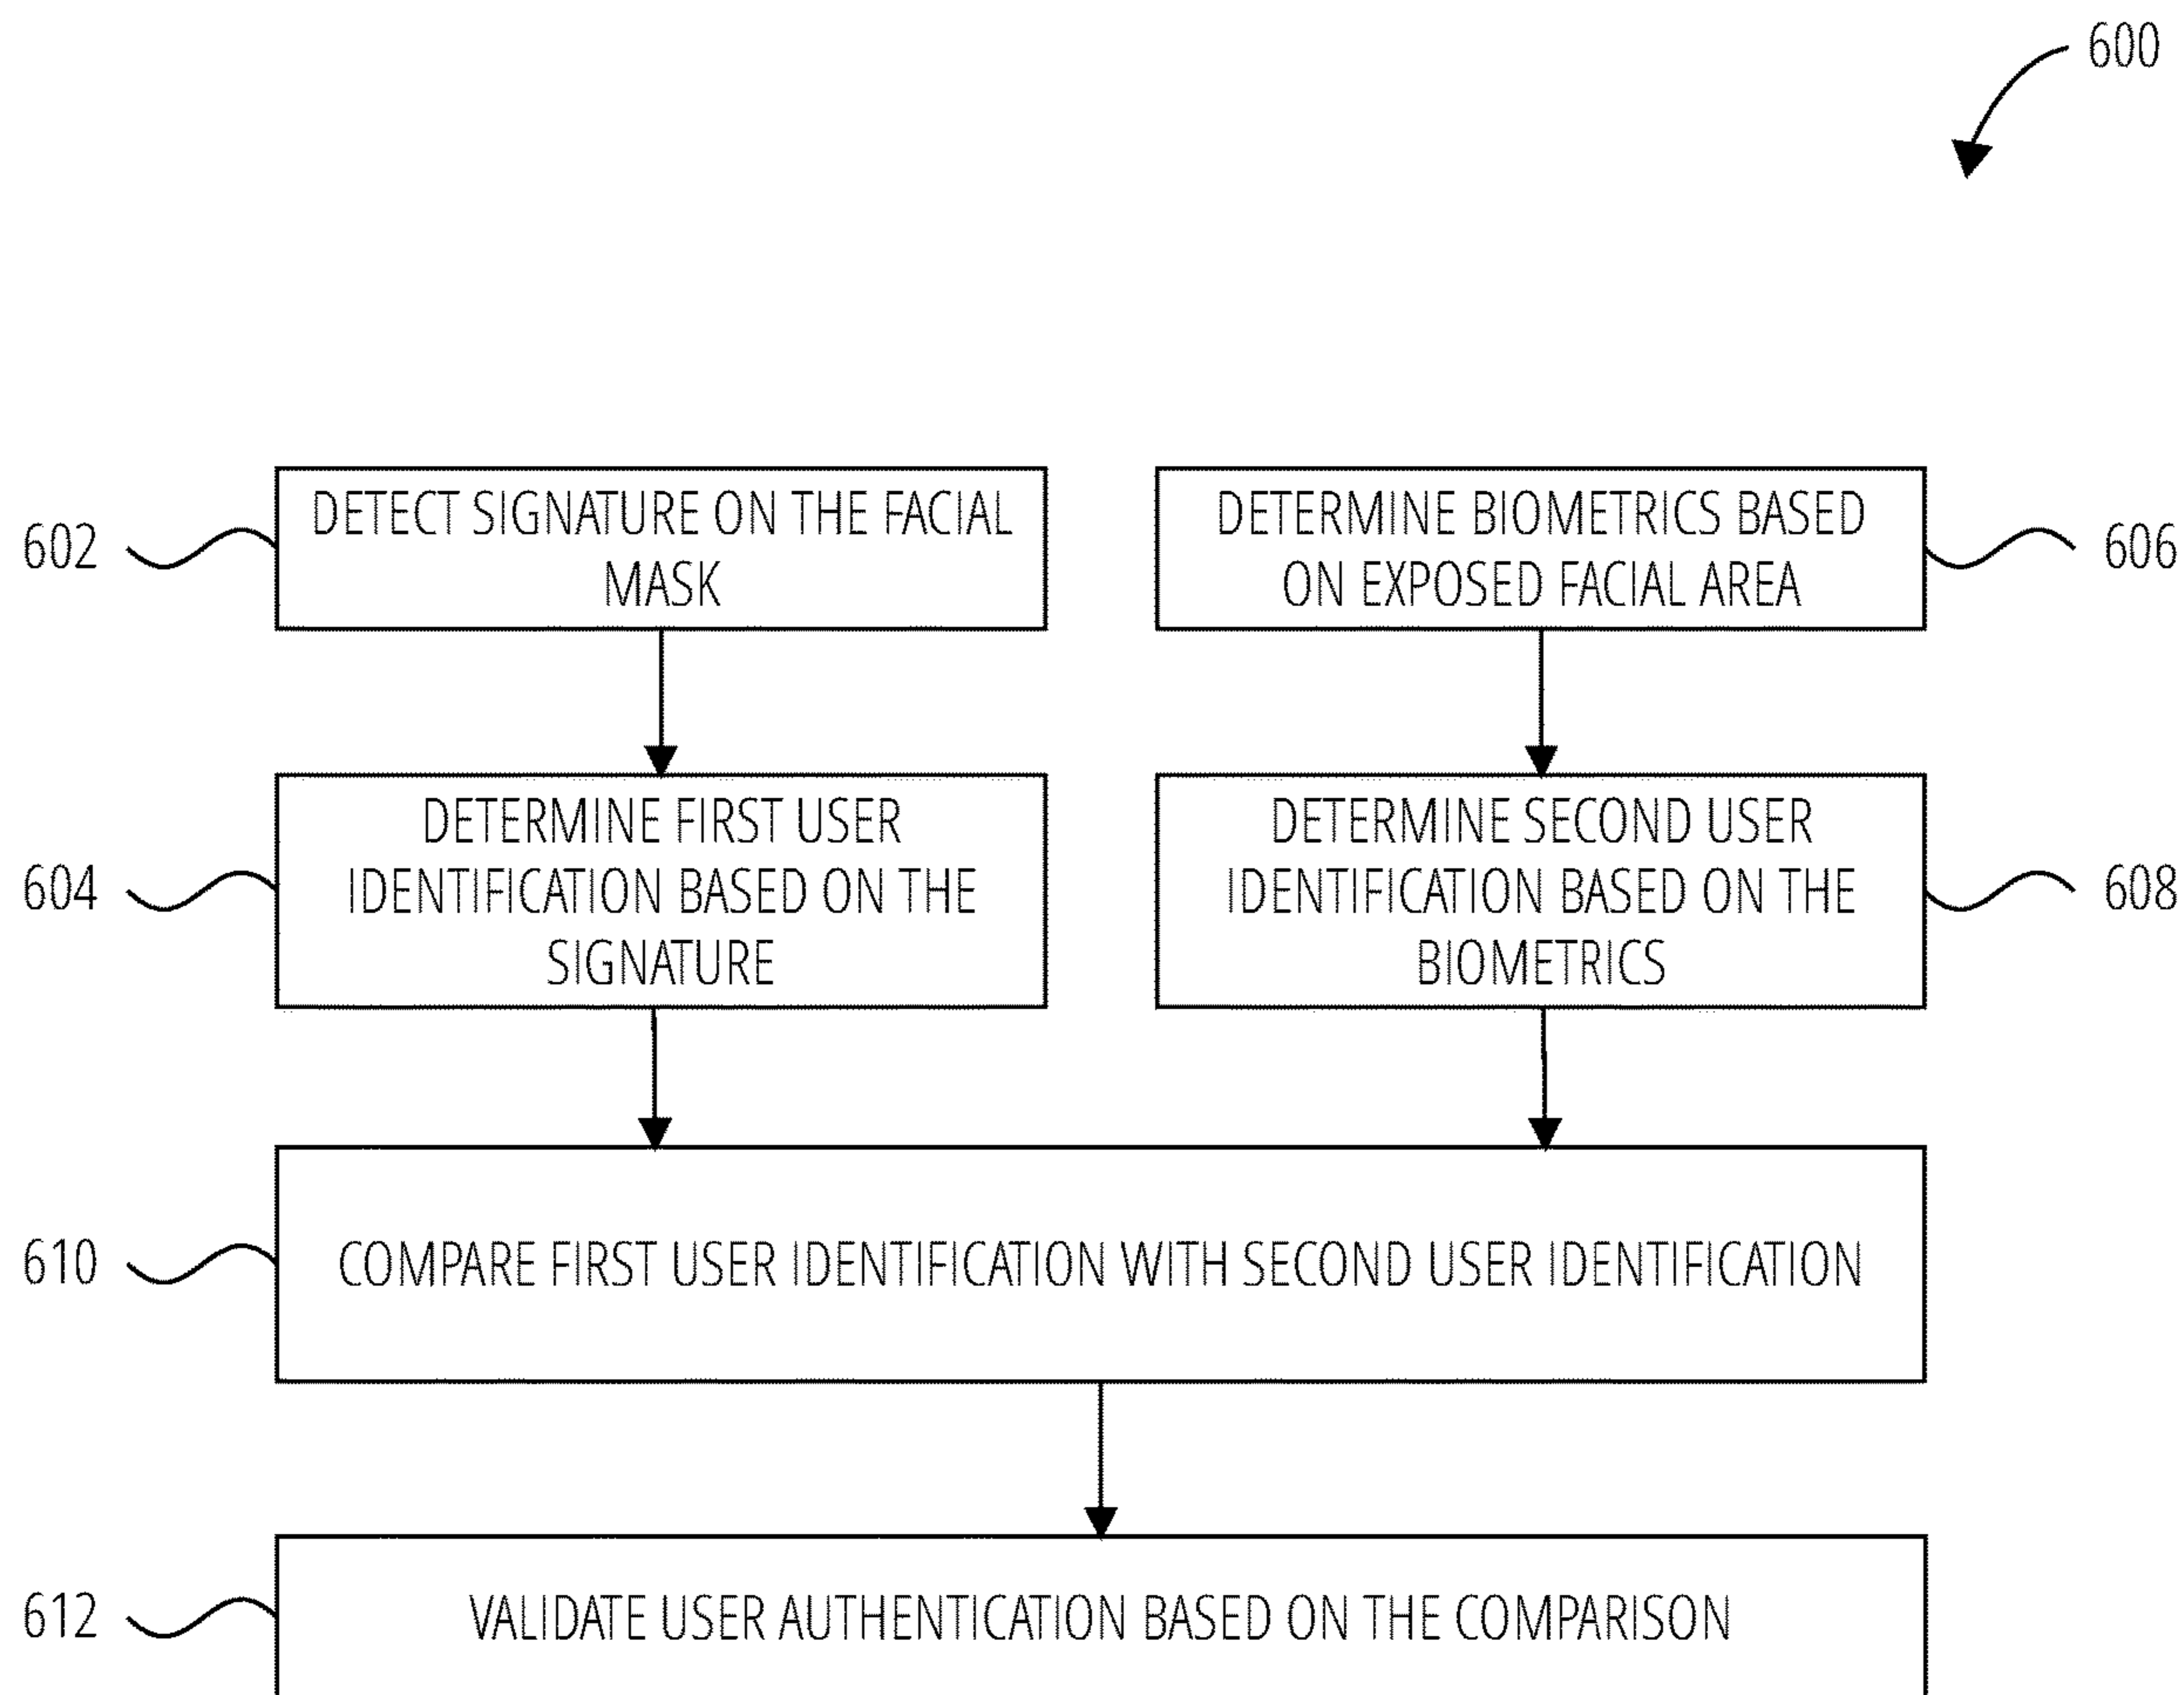 600
602
DETECT SIGNATURE ON THE FACIAL
MASK
DETERMINE BIOMETRICS BASED
ON EXPOSED FACIAL AREA
606
604
DETERMINE FIRST USER
IDENTIFICATION BASED ON THE
SIGNATURE
DETERMINE SECOND USER
IDENTIFICATION BASED ON THE
BIOMETRICS
608
610
COMPARE FIRST USER IDENTIFICATION WITH SECOND USER IDENTIFICATION
612
VALIDATE USER AUTHENTICATION BASED ON THE COMPARISON